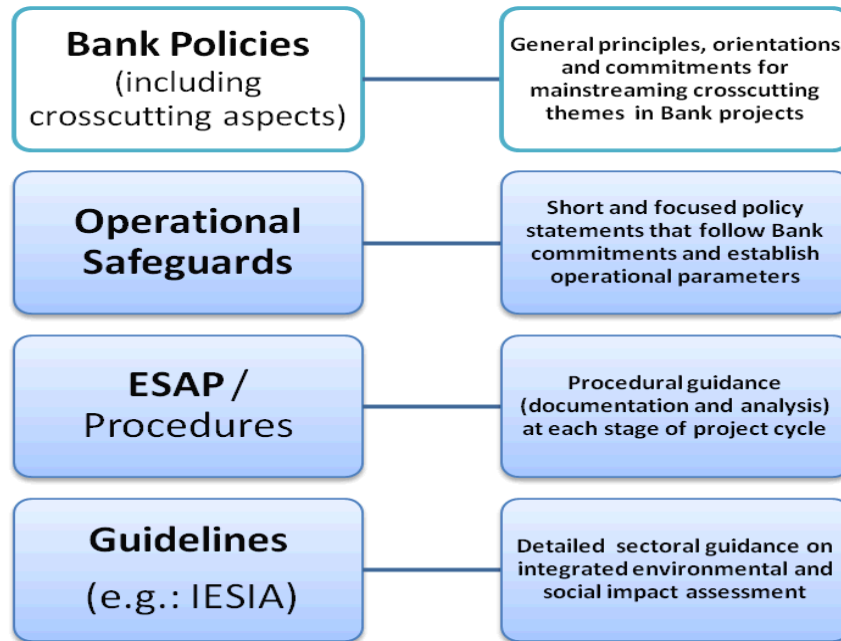 Bank Policies
(including
crosscutting aspects)
General principles, orientations
and commitments for
mainstreaming crosscutting
themes in Bank projects
Operational
Safeguards
Short and focused policy
statements that follow Bank
commitments and establish
operational parameters
ESAP /
Procedures
Procedural guidance
(documentation and analysis)
at each stage of project cycle
Guidelines
(e.g.: IESIA)
Detailed sectoral guidance on
integrated environmental and
social impact assessment